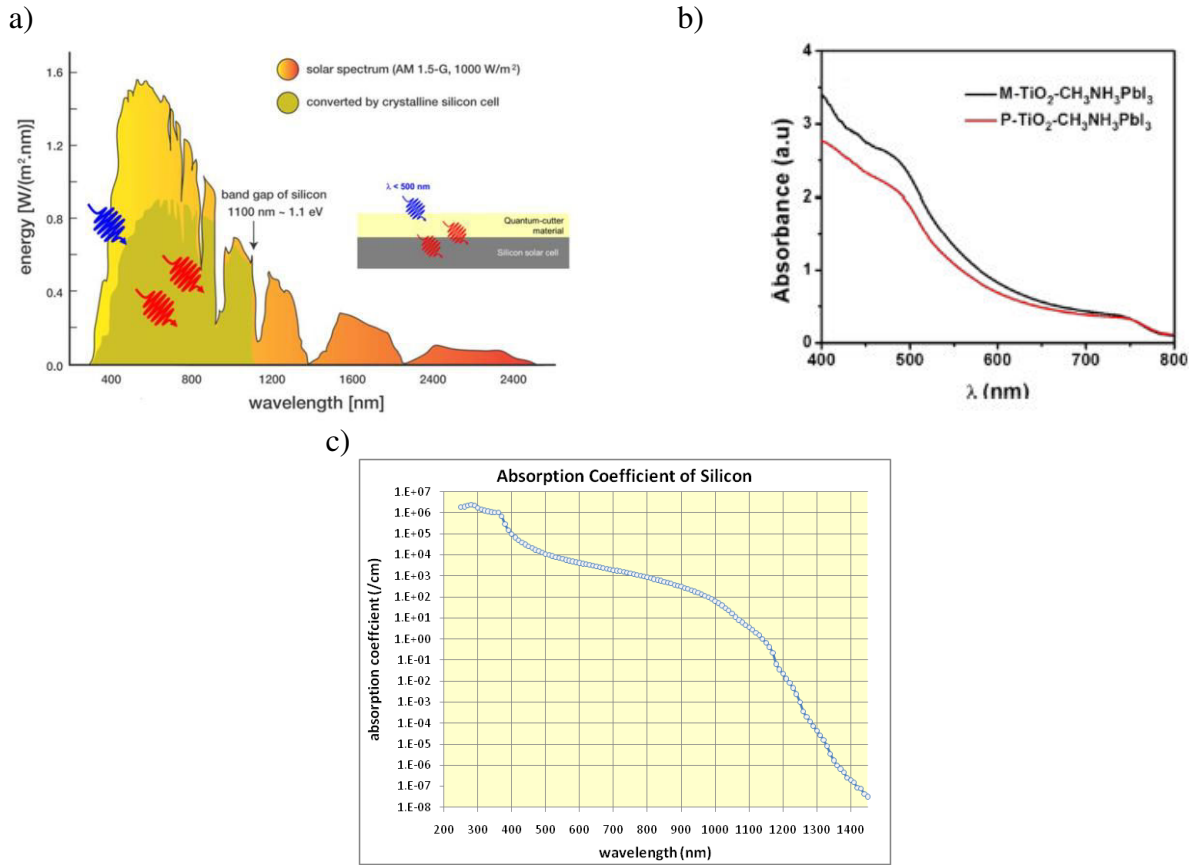 a)
solar spectrum (AM 1.5-G, 1000 W/m²)
converted by crystalline silicon cell
1.6
1.2
0.8
0.4
0.0
energy [W/(m².nm)]
band gap of silicon
1100 nm ~ 1.1 eV
λ < 500 nm
Quantum-cutter
material
Silicon solar cell
400 800 1200 1600 2400 2400
wavelength [nm]
b)
4
3
2
1
0
Absorbance (a.u)
M-TiO₂-CH₃NH₃PbI₃
P-TiO₂-CH₃NH₃PbI₃
400 500 600 700 800
λ (nm)
c)
Absorption Coefficient of Silicon
1.E+07
1.E+06
1.E+05
1.E+04
1.E+03
1.E+02
1.E+01
1.E+00
1.E-01
1.E-02
1.E-03
1.E-04
1.E-05
1.E-06
1.E-07
1.E-08
absorption coeffcient (/cm)
200 300 400 500 600 700 800 900 1000 1100 1200 1300 1400
wavelength (nm)